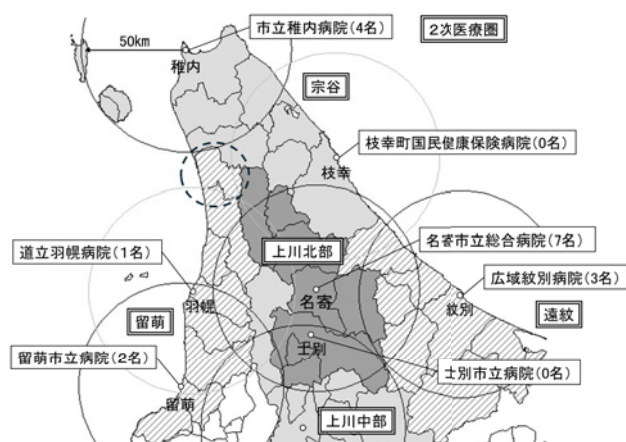 市立稚内病院(4名)
2次医療圏
50km
稚内
宗谷
枝幸町国民健康保険病院(0名)
枝幸
上川北部
名寄市立総合病院(7名)
道立羽幌病院(1名)
広域紋別病院(3名)
名寄
羽幌
紋別
留萌
遠紋
士別
留萌市立病院(2名)
士別市立病院(0名)
留萌
上川中部